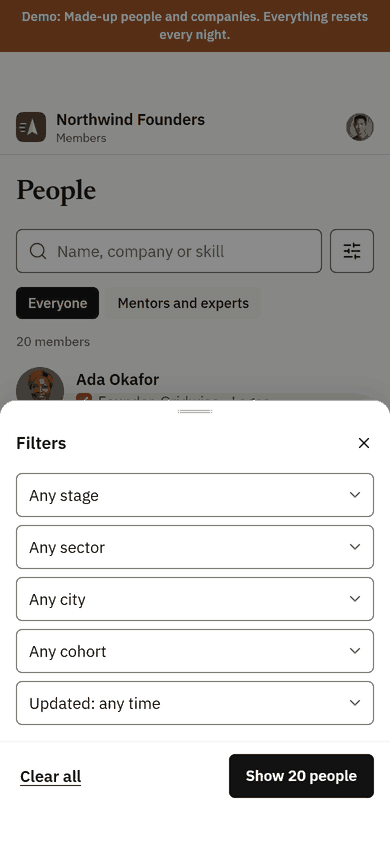 Demo: Made-up people and companies. Everything resets
every night.
Northwind Founders
Members
People
Name, company or skill
Everyone
Mentors and experts
20 members
Ada Okafor
Filters
Any stage
Any sector
Any city
Any cohort
Updated: any time
Clear all
Show 20 people